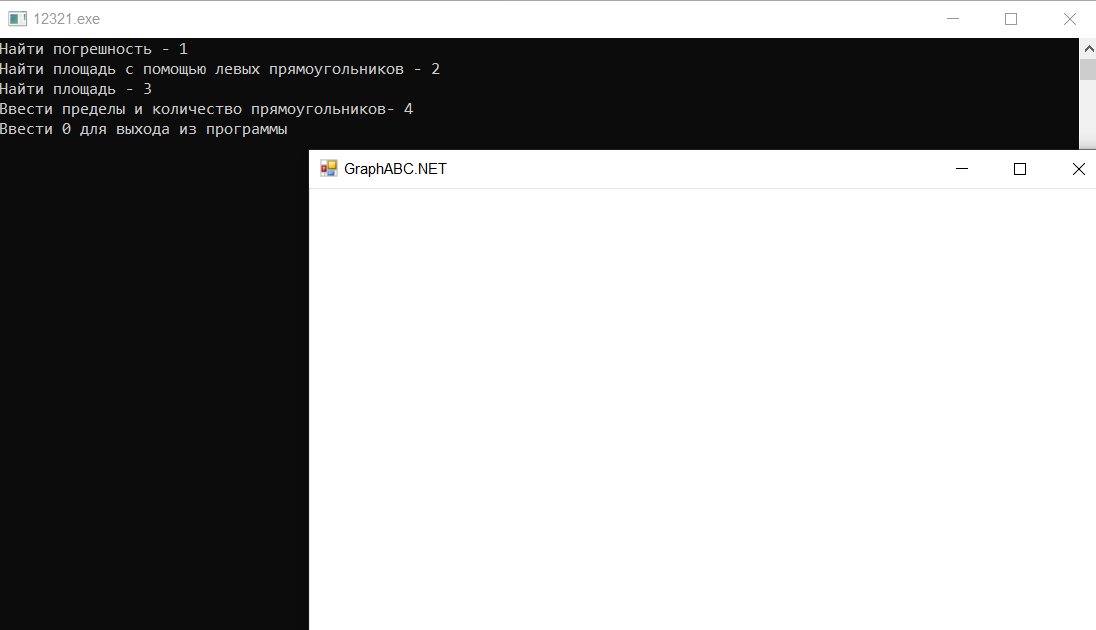 12321.exe
Найти погрешность - 1
Найти площадь с помощью левых прямоугольников - 2
Найти площадь - 3
Ввести пределы и количество прямоугольников- 4
Ввести 0 для выхода из программы
GraphABC.NET